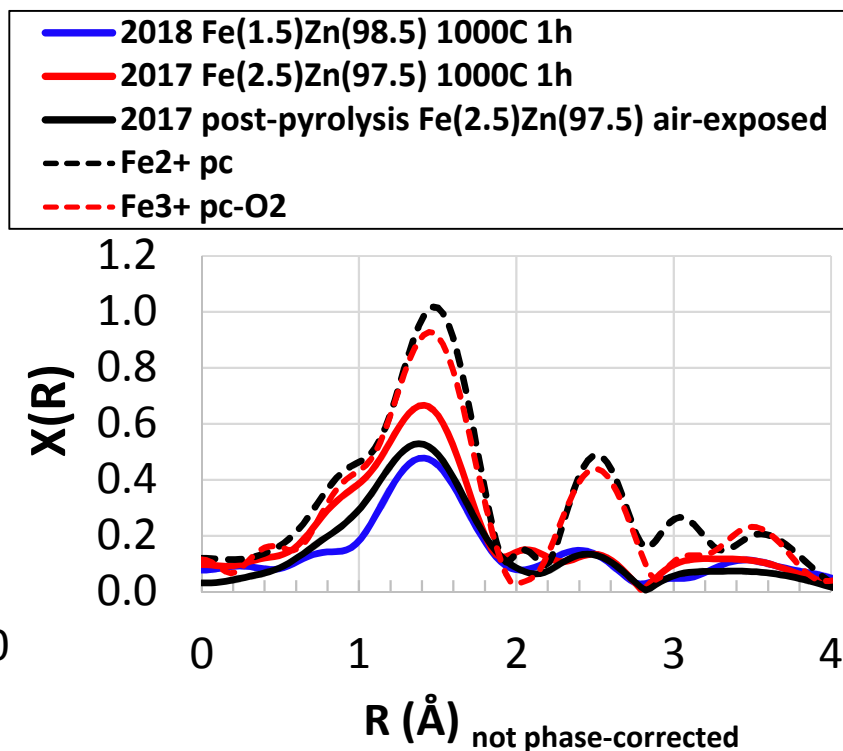 2018 Fe(1.5)Zn(98.5) 1000C 1h
2017 Fe(2.5)Zn(97.5) 1000C 1h
2017 post-pyrolysis Fe(2.5)Zn(97.5) air-exposed
Fe2+ pc
Fe3+ pc-O2
1.2
1.0
0.8
0.6
0.4
0.2
0.0
X(R)
0
0 1 2 3 4
R (Å) not phase-corrected